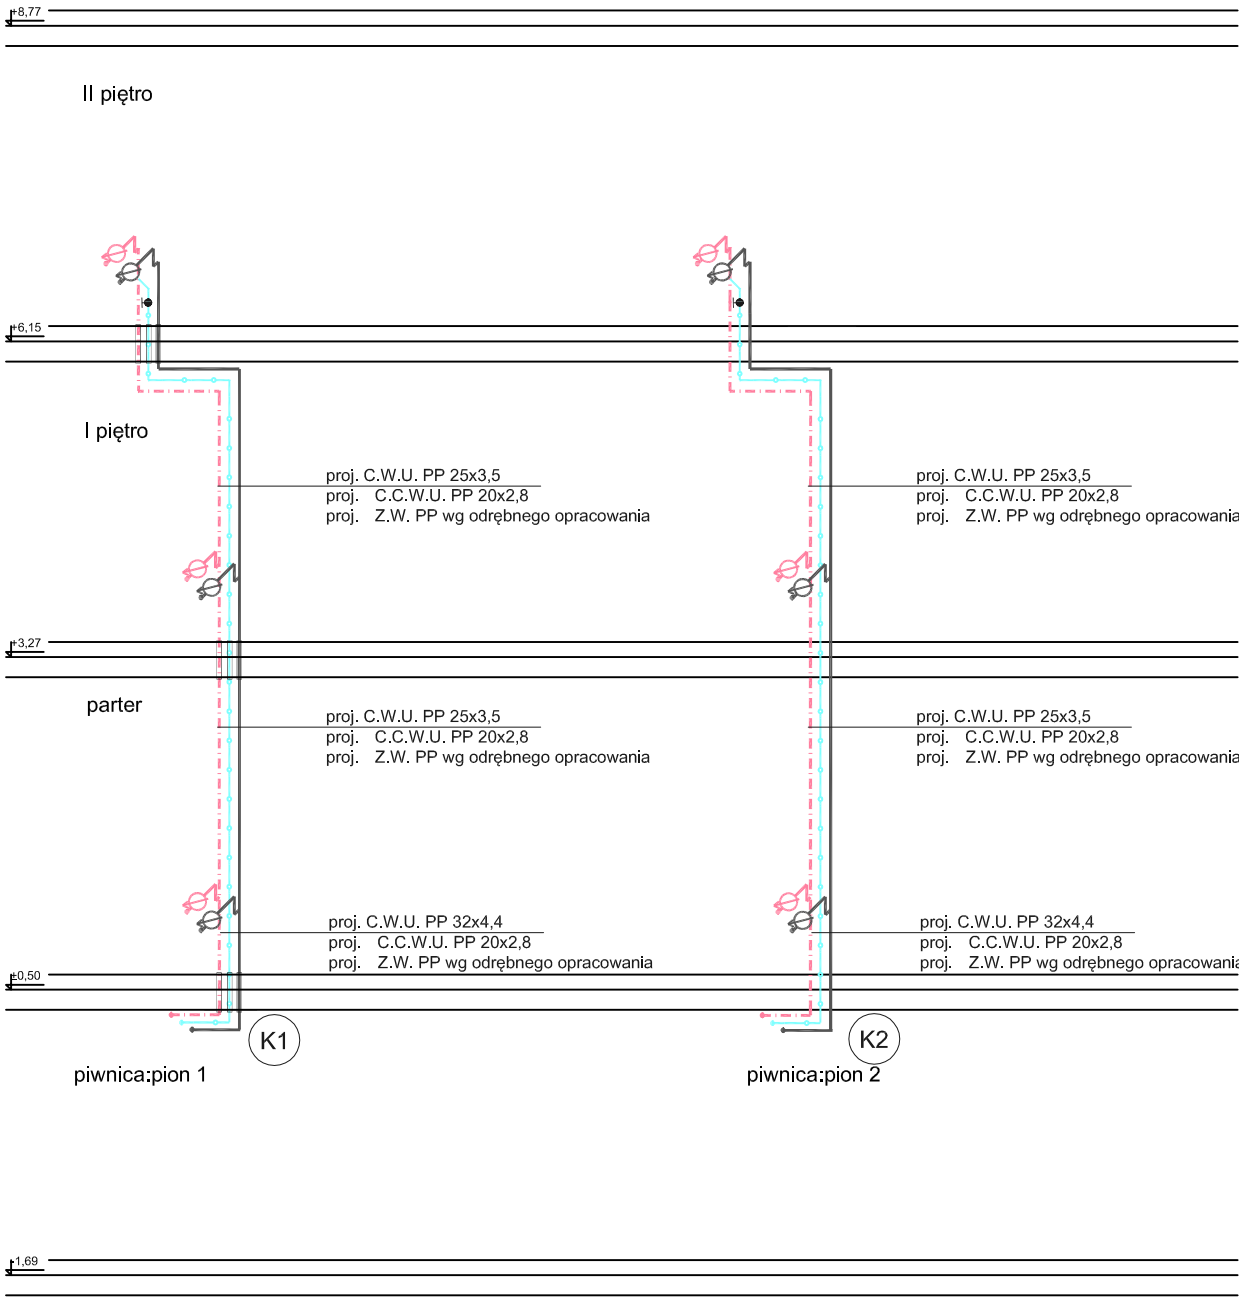 +8,77
II piętro
+6,15
I piętro
proj. C.W.U. PP 25x3,5
proj. C.C.W.U. PP 20x2,8
proj. Z.W. PP wg odrębnego opracowania
proj. C.W.U. PP 25x3,5
proj. C.C.W.U. PP 20x2,8
proj. Z.W. PP wg odrębnego opracowania
+3,27
parter
proj. C.W.U. PP 25x3,5
proj. C.C.W.U. PP 20x2,8
proj. Z.W. PP wg odrębnego opracowania
proj. C.W.U. PP 25x3,5
proj. C.C.W.U. PP 20x2,8
proj. Z.W. PP wg odrębnego opracowania
proj. C.W.U. PP 32x4,4
proj. C.C.W.U. PP 20x2,8
proj. Z.W. PP wg odrębnego opracowania
proj. C.W.U. PP 32x4,4
proj. C.C.W.U. PP 20x2,8
proj. Z.W. PP wg odrębnego opracowania
±0,50
K1
K2
piwnica:pion 1
piwnica:pion 2
-1,69